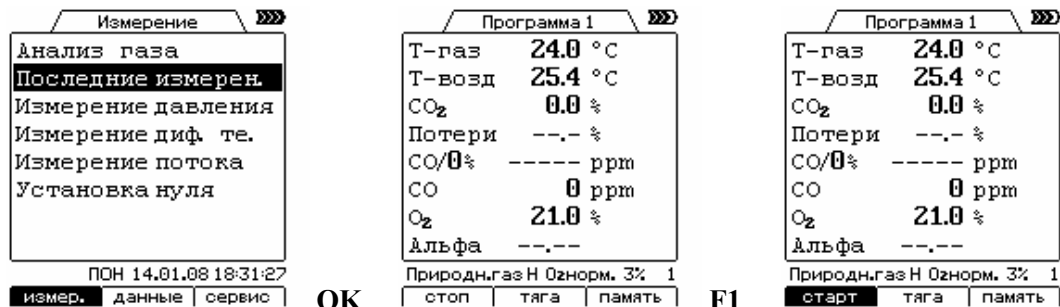 Измерение
Анализ газа
Последние измерен.
Измерение давления
Измерение диф. те.
Измерение потока
Установка нуля
ПОН 14.01.08 18:31:27
измер. данные сервис
OK
Программа 1
Т-газ 24.0 °C
Т-возд 25.4 °C
CO₂ 0.0 %
Потери --.- %
CO/0% ----- ppm
CO 0 ppm
O₂ 21.0 %
Альфа --.--
Природн.газ Н O₂норм. 3% 1
стоп тяга память
F1
Программа 1
Т-газ 24.0 °C
Т-возд 25.4 °C
CO₂ 0.0 %
Потери --.- %
CO/0% ----- ppm
CO 0 ppm
O₂ 21.0 %
Альфа --.--
Природн.газ Н O₂норм. 3% 1
старт тяга память